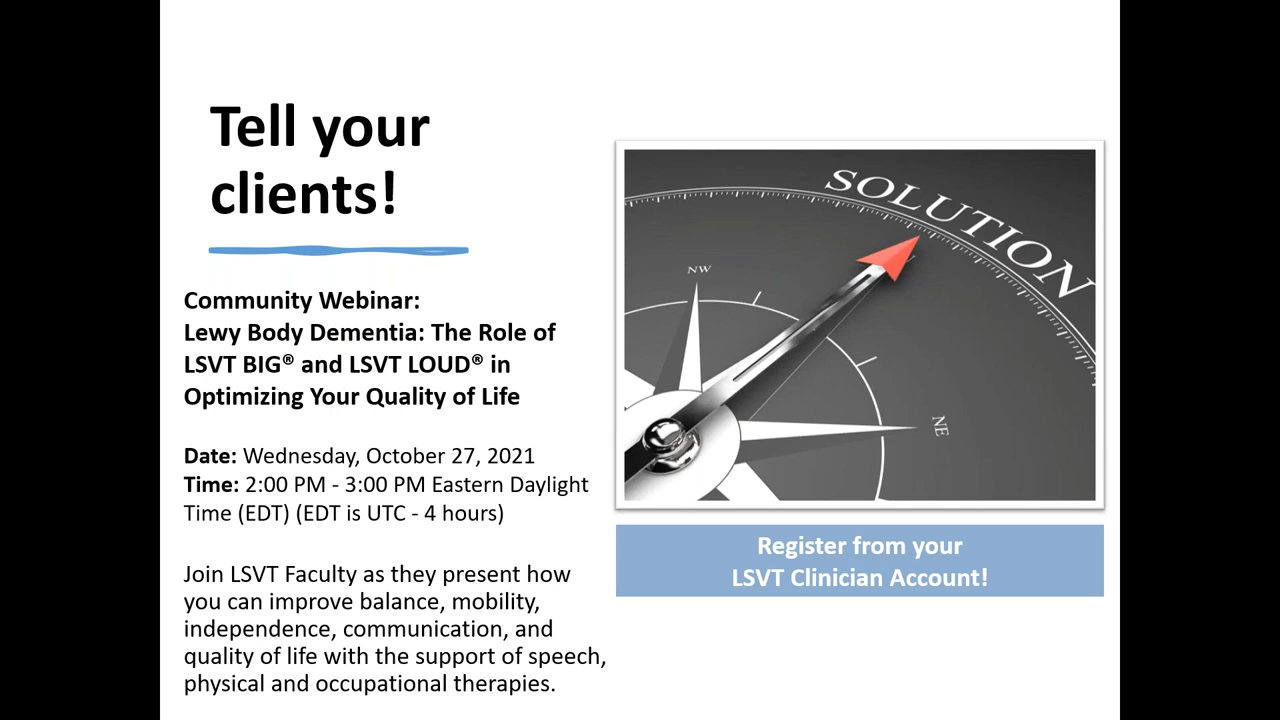 Tell your
clients!
Community Webinar:
Lewy Body Dementia: The Role of
LSVT BIG® and LSVT LOUD® in
Optimizing Your Quality of Life
Date: Wednesday, October 27, 2021
Time: 2:00 PM - 3:00 PM Eastern Daylight
Time (EDT) (EDT is UTC - 4 hours)
Join LSVT Faculty as they present how
you can improve balance, mobility,
independence, communication, and
quality of life with the support of speech,
physical and occupational therapies.
SOLUTION
NW
NE
Register from your
LSVT Clinician Account!